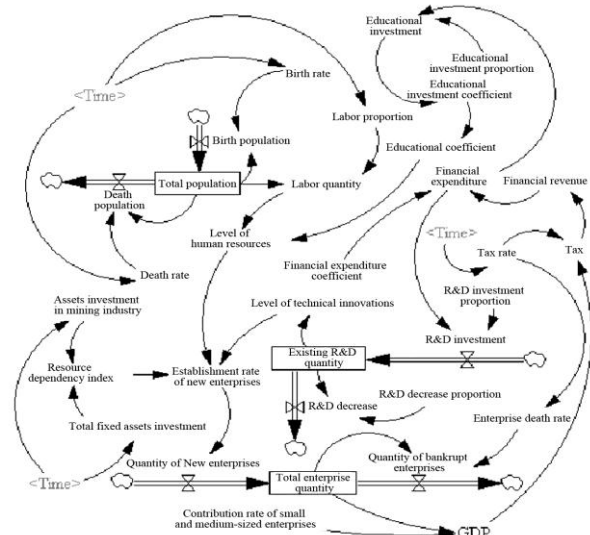 Educational
investment
Educational
investment proportion
<Time>
Birth rate
Educational
investment coefficient
Labor proportion
Birth population
Educational coefficient
Total population
Labor quantity
Financial
expenditure
Financial revenue
Death
population
Level of
human resources
<Time>
Tax rate
Tax
Financial expenditure
coefficient
Death rate
R&D investment
proportion
Assets investment
in mining industry
Level of technical innovations
R&D investment
Existing R&D
quantity
Resource
dependency index
Establishment rate
of new enterprises
R&D decrease
R&D decrease proportion
Enterprise death rate
Total fixed assets investment
Quantity of New enterprises
Quantity of bankrupt
enterprises
<Time>
Total enterprise
quantity
Contribution rate of small
and medium-sized enterprises
GDP